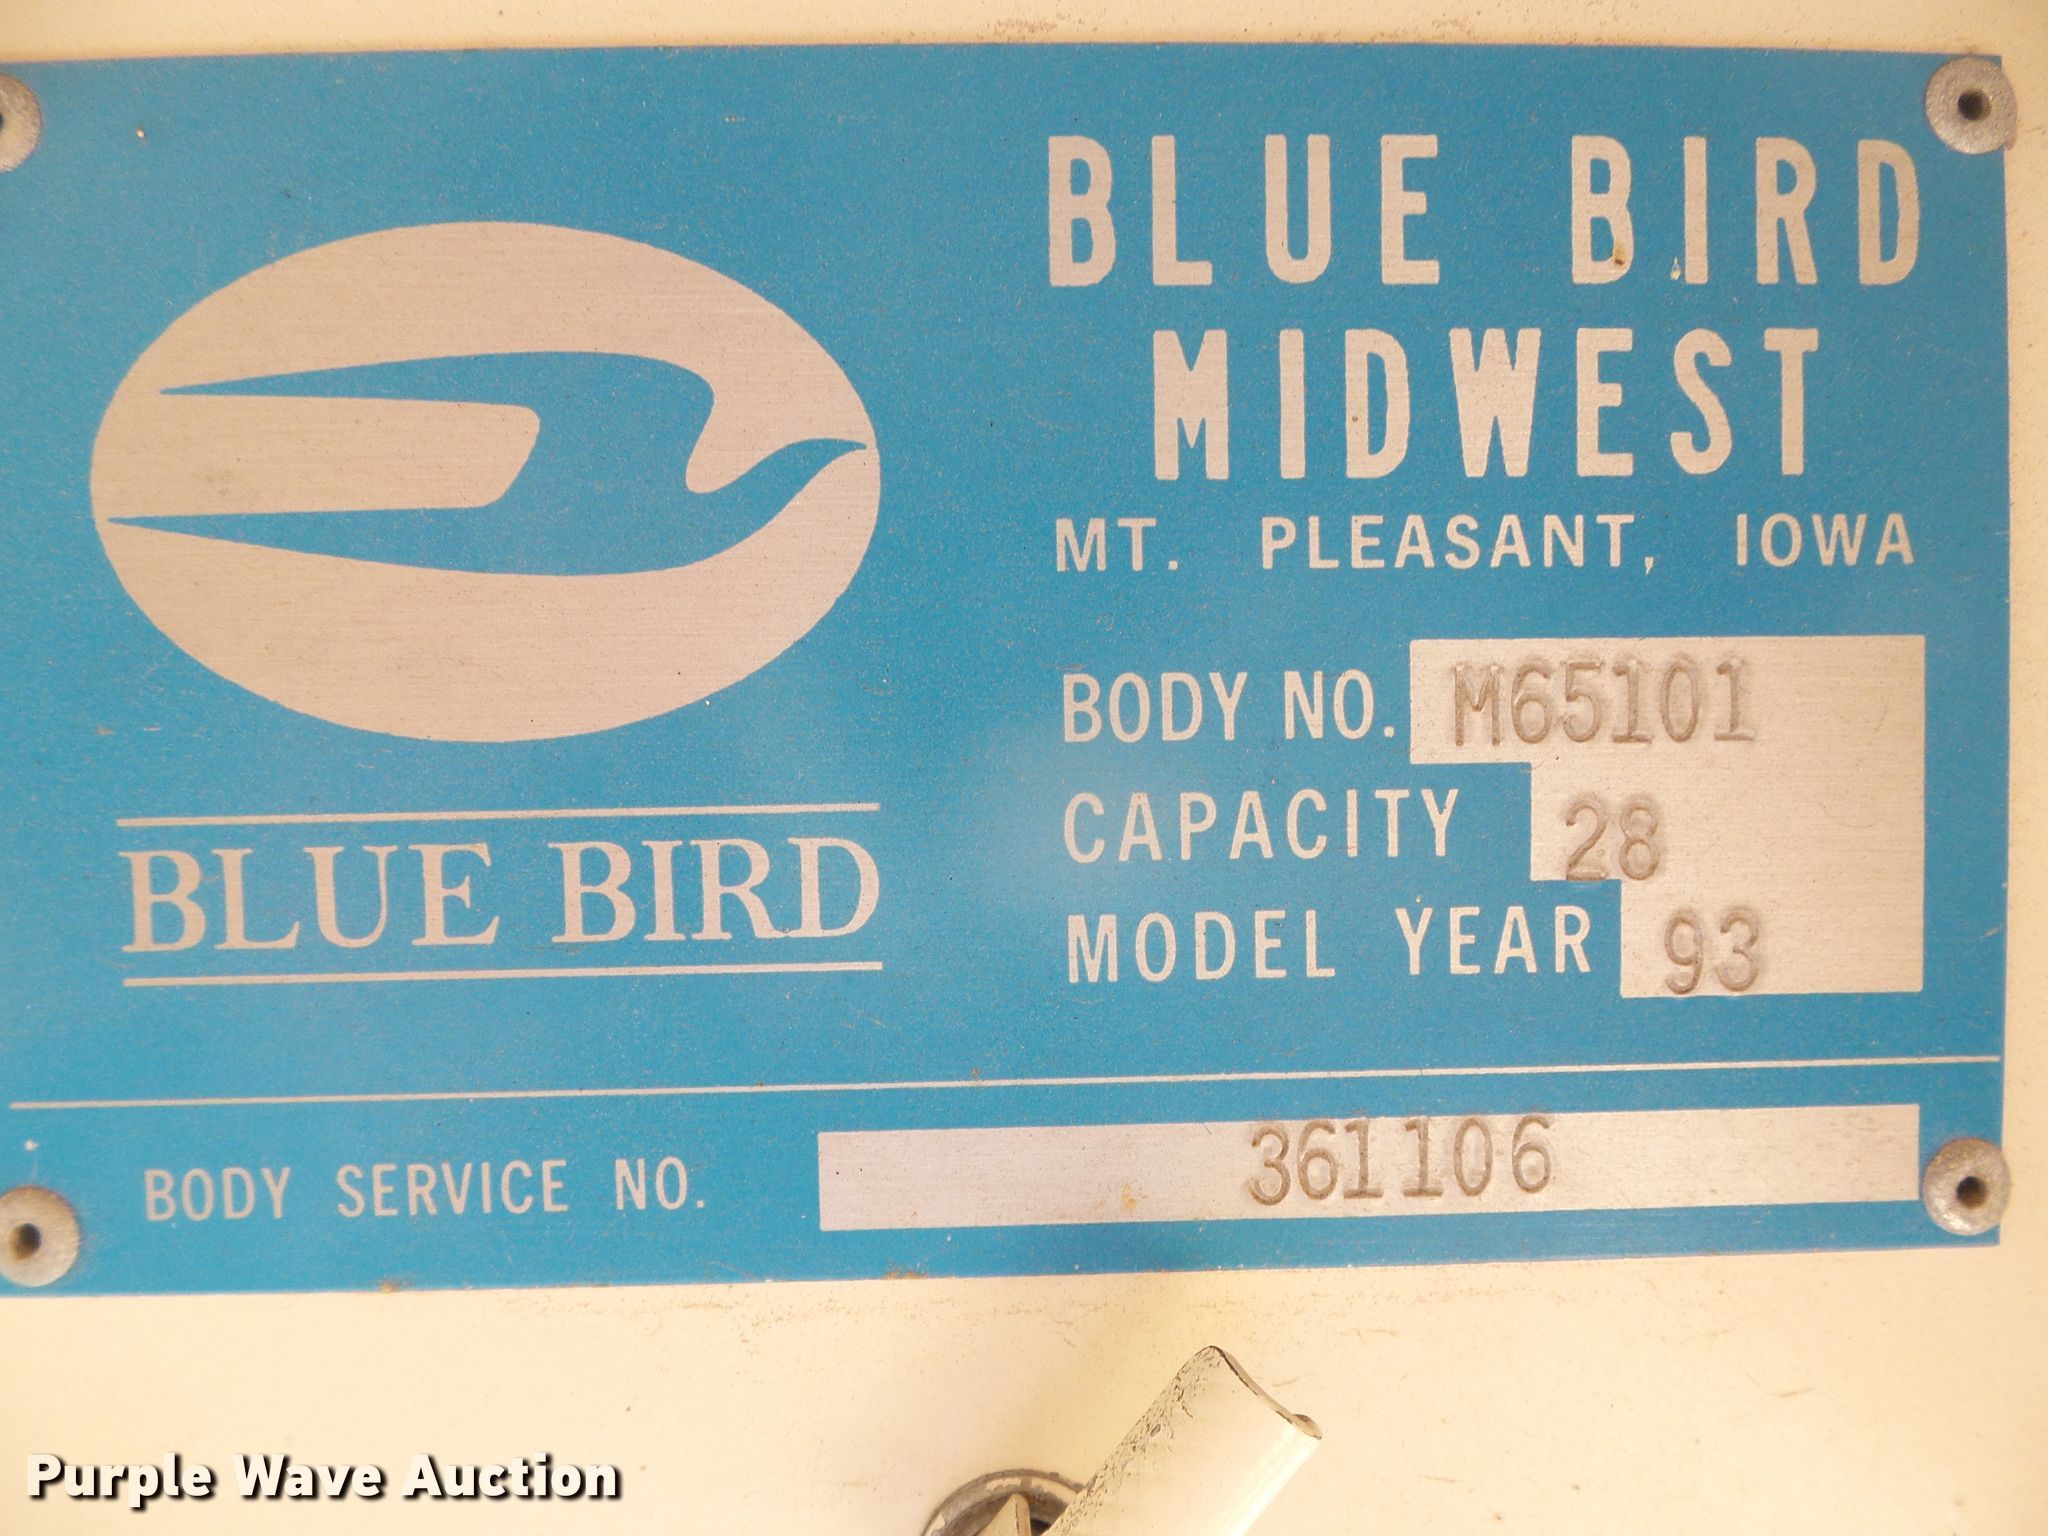 BLUE BIRD
MIDWEST
MT. PLEASANT, IOWA
BODY NO. M65101
CAPACITY 28
MODEL YEAR 93
BLUE BIRD
BODY SERVICE NO. 361106
Purple Wave Auction